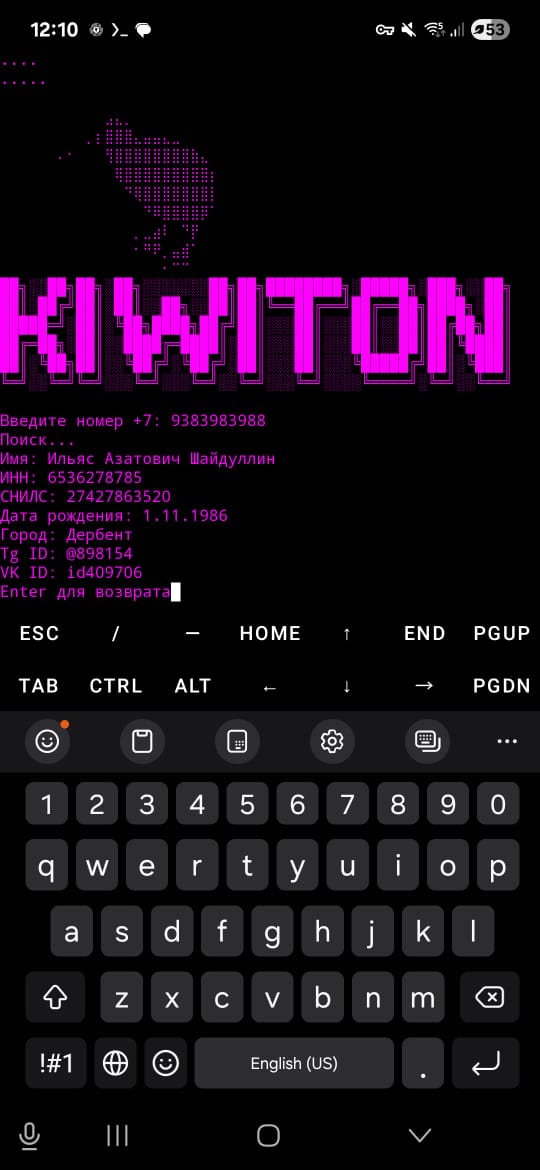 12:10
53
....
.....
KIWITON
Введите номер +7: 9383983988
Поиск...
Имя: Ильяс Азатович Шайдуллин
ИНН: 6536278785
СНИЛС: 27427863520
Дата рождения: 1.11.1986
Город: Дербент
Tg ID: @898154
VK ID: id409706
Enter для возврата
ESC / — HOME ↑ END PGUP
TAB CTRL ALT ← ↓ → PGDN
1 2 3 4 5 6 7 8 9 0
q w e r t y u i o p
a s d f g h j k l
z x c v b n m
!#1 English (US) .